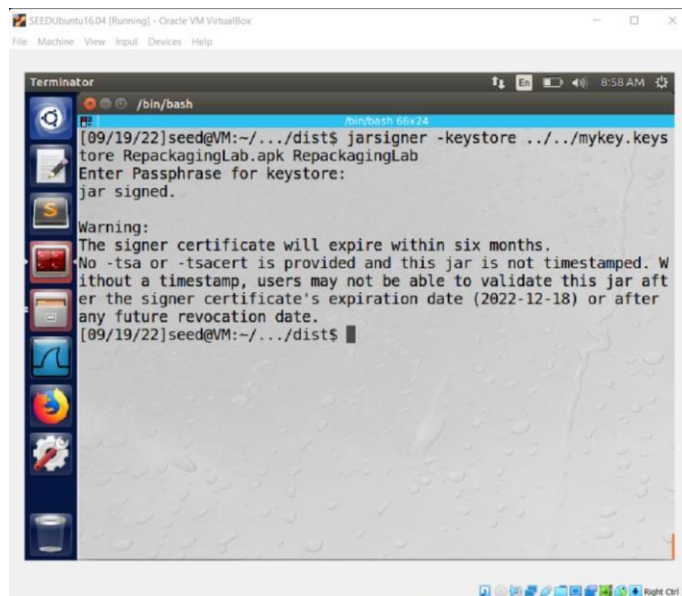 SEEDUbuntu16.04 [Running] - Oracle VM VirtualBox
File Machine View Input Devices Help
Terminator
En
8:58 AM
/bin/bash
/bin/bash 66x24
[09/19/22]seed@VM:~/.../dist$ jarsigner -keystore ../../mykey.keys
tore RepackagingLab.apk RepackagingLab
Enter Passphrase for keystore:
jar signed.
Warning:
The signer certificate will expire within six months.
No -tsa or -tsacert is provided and this jar is not timestamped. W
ithout a timestamp, users may not be able to validate this jar aft
er the signer certificate's expiration date (2022-12-18) or after
any future revocation date.
[09/19/22]seed@VM:~/.../dist$
Right Ctrl